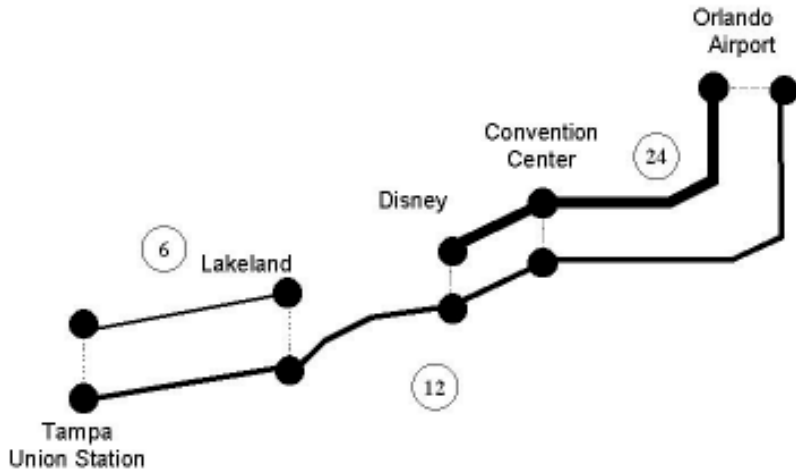 Orlando
Airport
Convention
Center
24
Disney
6
Lakeland
12
Tampa
Union Station